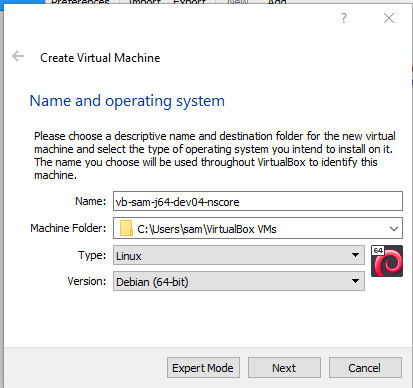 Preferences Import Export New Add
?
Create Virtual Machine
Name and operating system
Please choose a descriptive name and destination folder for the new virtual
machine and select the type of operating system you intend to install on it.
The name you choose will be used throughout VirtualBox to identify this
machine.
Name: vb-sam-j64-dev04-nscore
Machine Folder: C:\Users\sam\VirtualBox VMs
Type: Linux
64
Version: Debian (64-bit)
Expert Mode Next Cancel